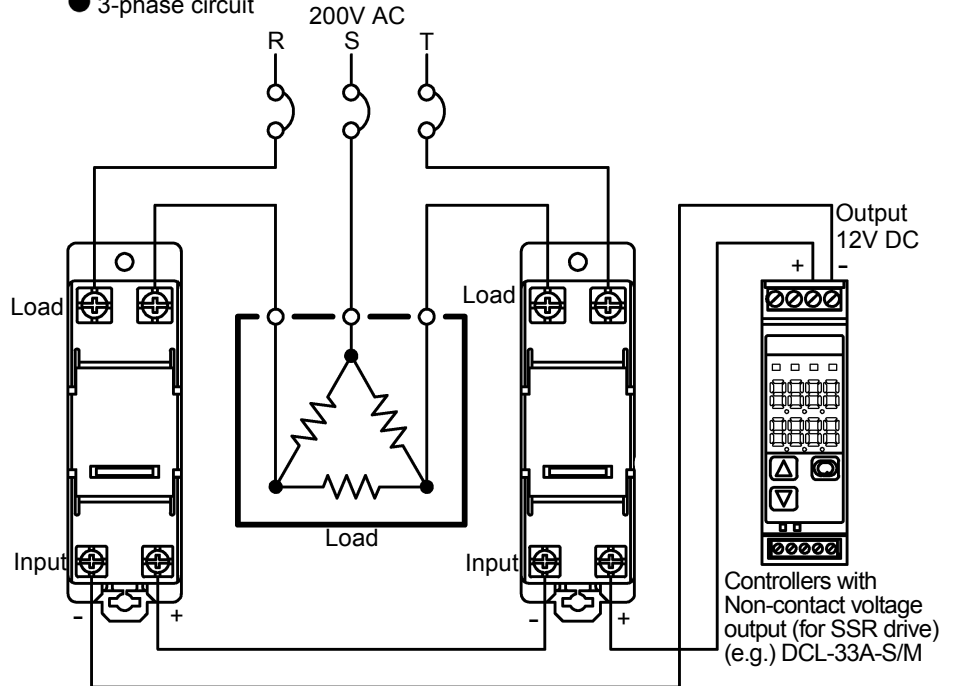 ● 3-phase circuit
200V AC
R S T
Output
12V DC
+ -
Load
Load
Load
Input
Input
- +
- +
Controllers with
Non-contact voltage
output (for SSR drive)
(e.g.) DCL-33A-S/M